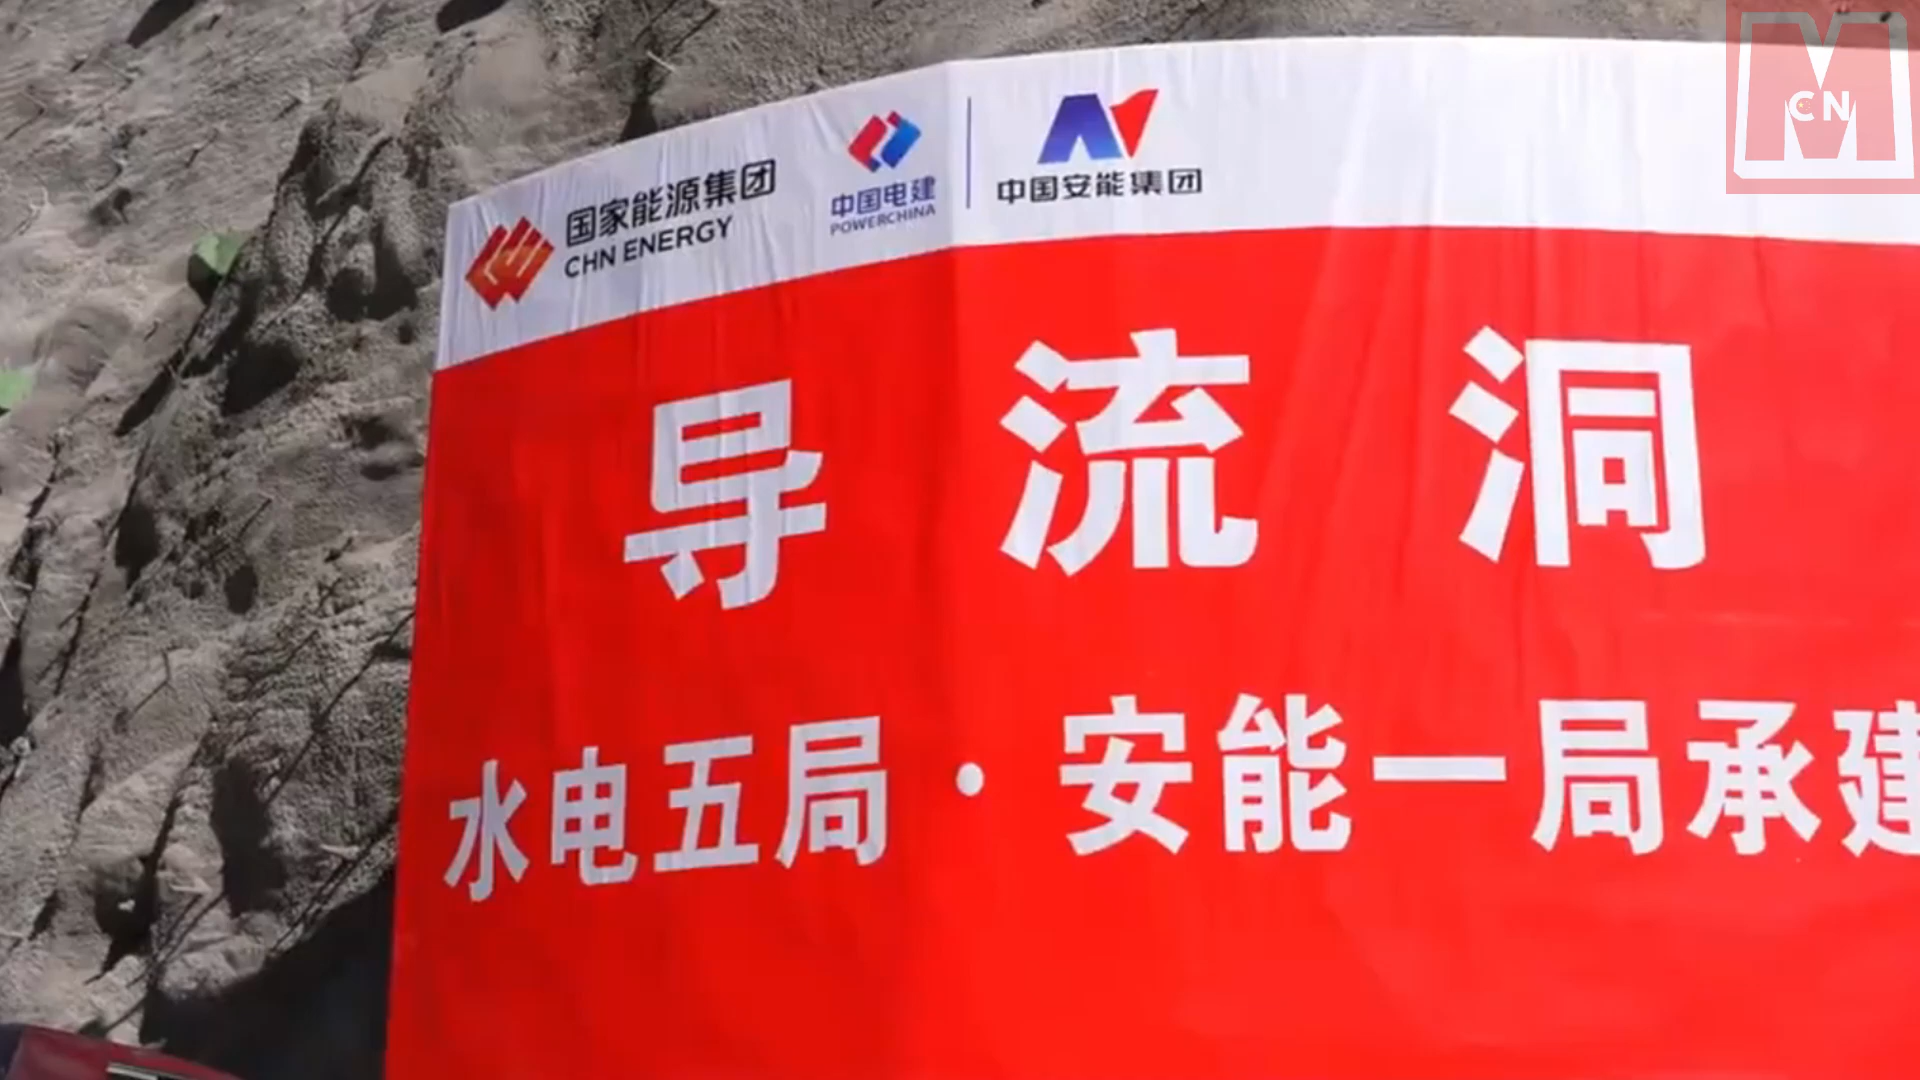 国家能源集团
CHN ENERGY
中国电建
POWERCHINA
中国安能集团
CN
导流洞
水电五局·安能一局承建